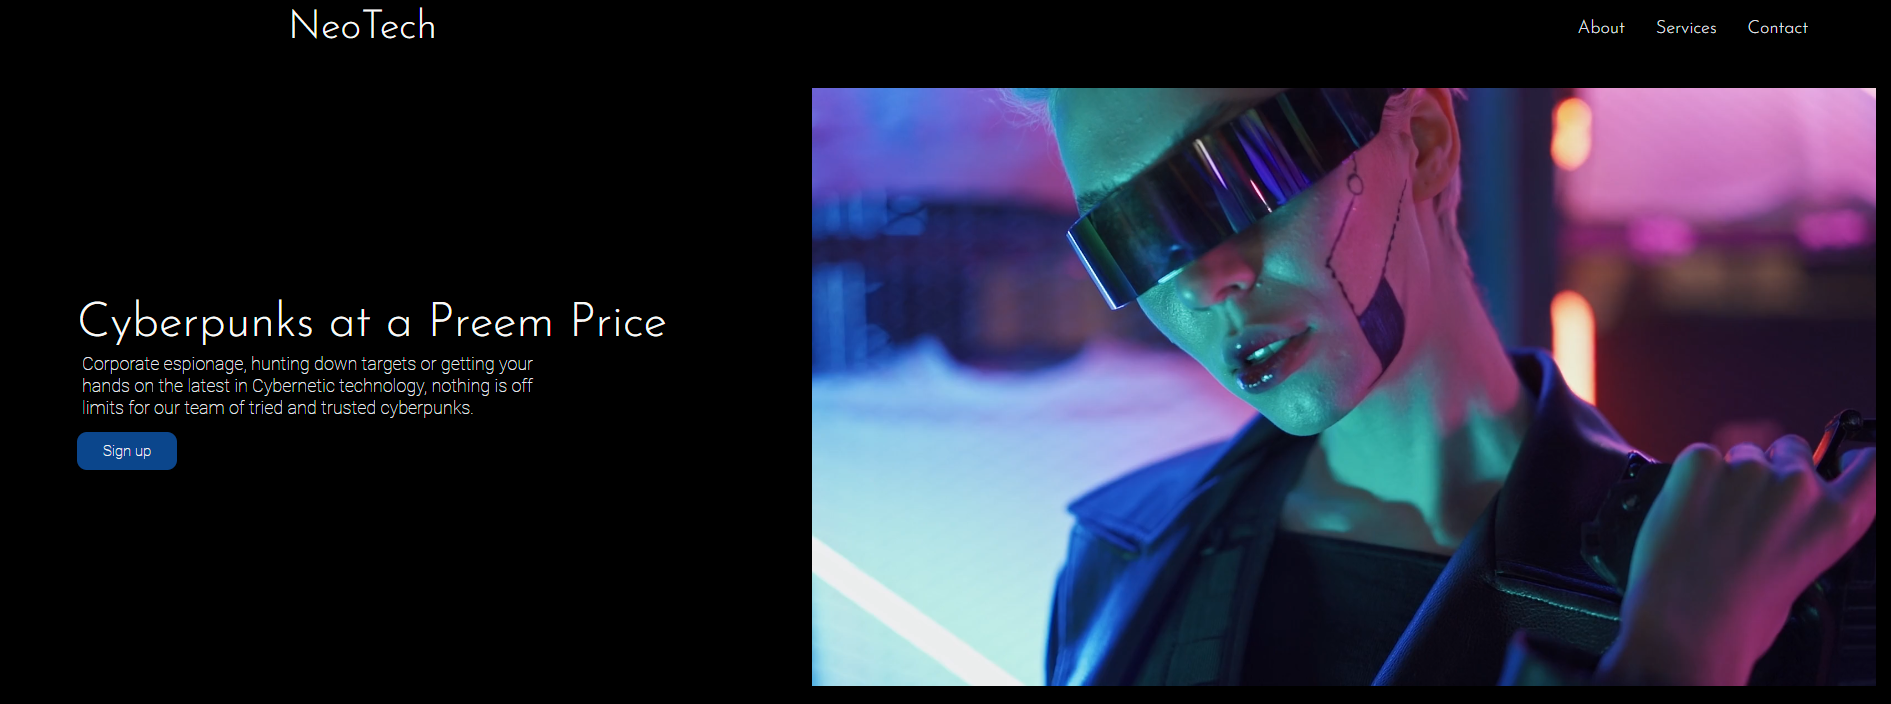 NeoTech
About Services Contact
Cyberpunks at a Preem Price
Corporate espionage, hunting down targets or getting your
hands on the latest in Cybernetic technology, nothing is off
limits for our team of tried and trusted cyberpunks.
Sign up